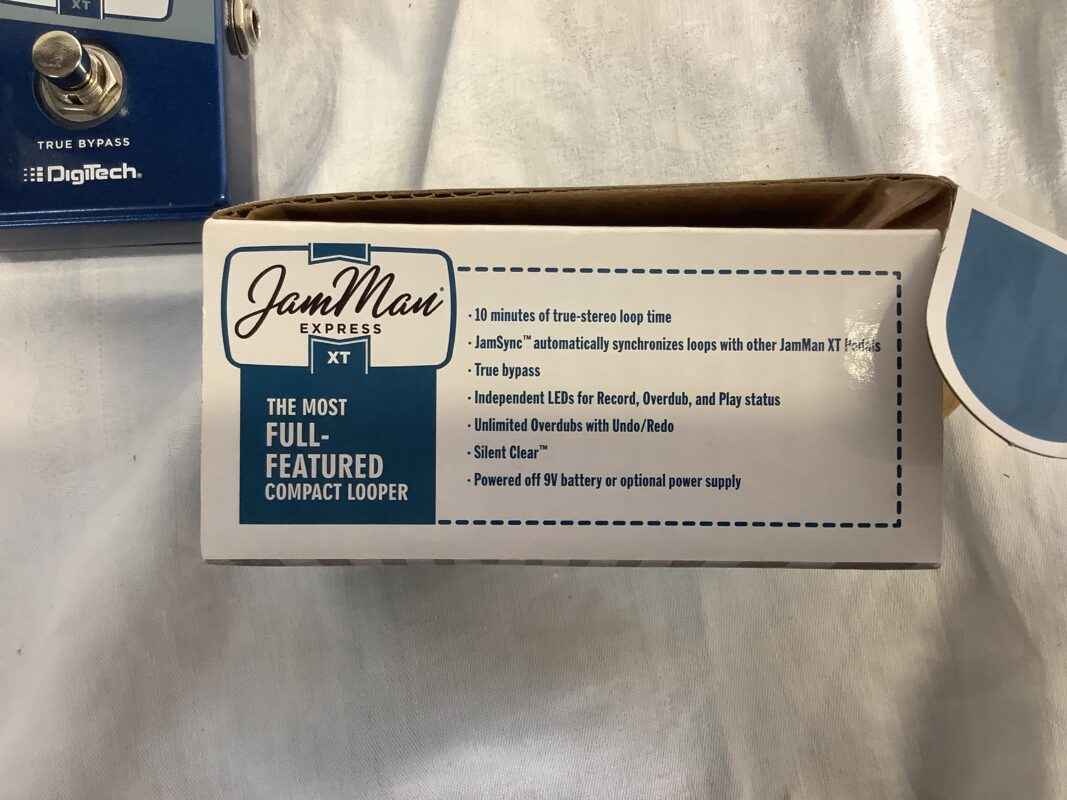 XT
TRUE BYPASS
DigiTech®
JamMan®
EXPRESS
XT
THE MOST
FULL-
FEATURED
COMPACT LOOPER
· 10 minutes of true-stereo loop time
· JamSync™ automatically synchronizes loops with other JamMan XT Pedals
· True bypass
· Independent LEDs for Record, Overdub, and Play status
· Unlimited Overdubs with Undo/Redo
· Silent Clear™
· Powered off 9V battery or optional power supply